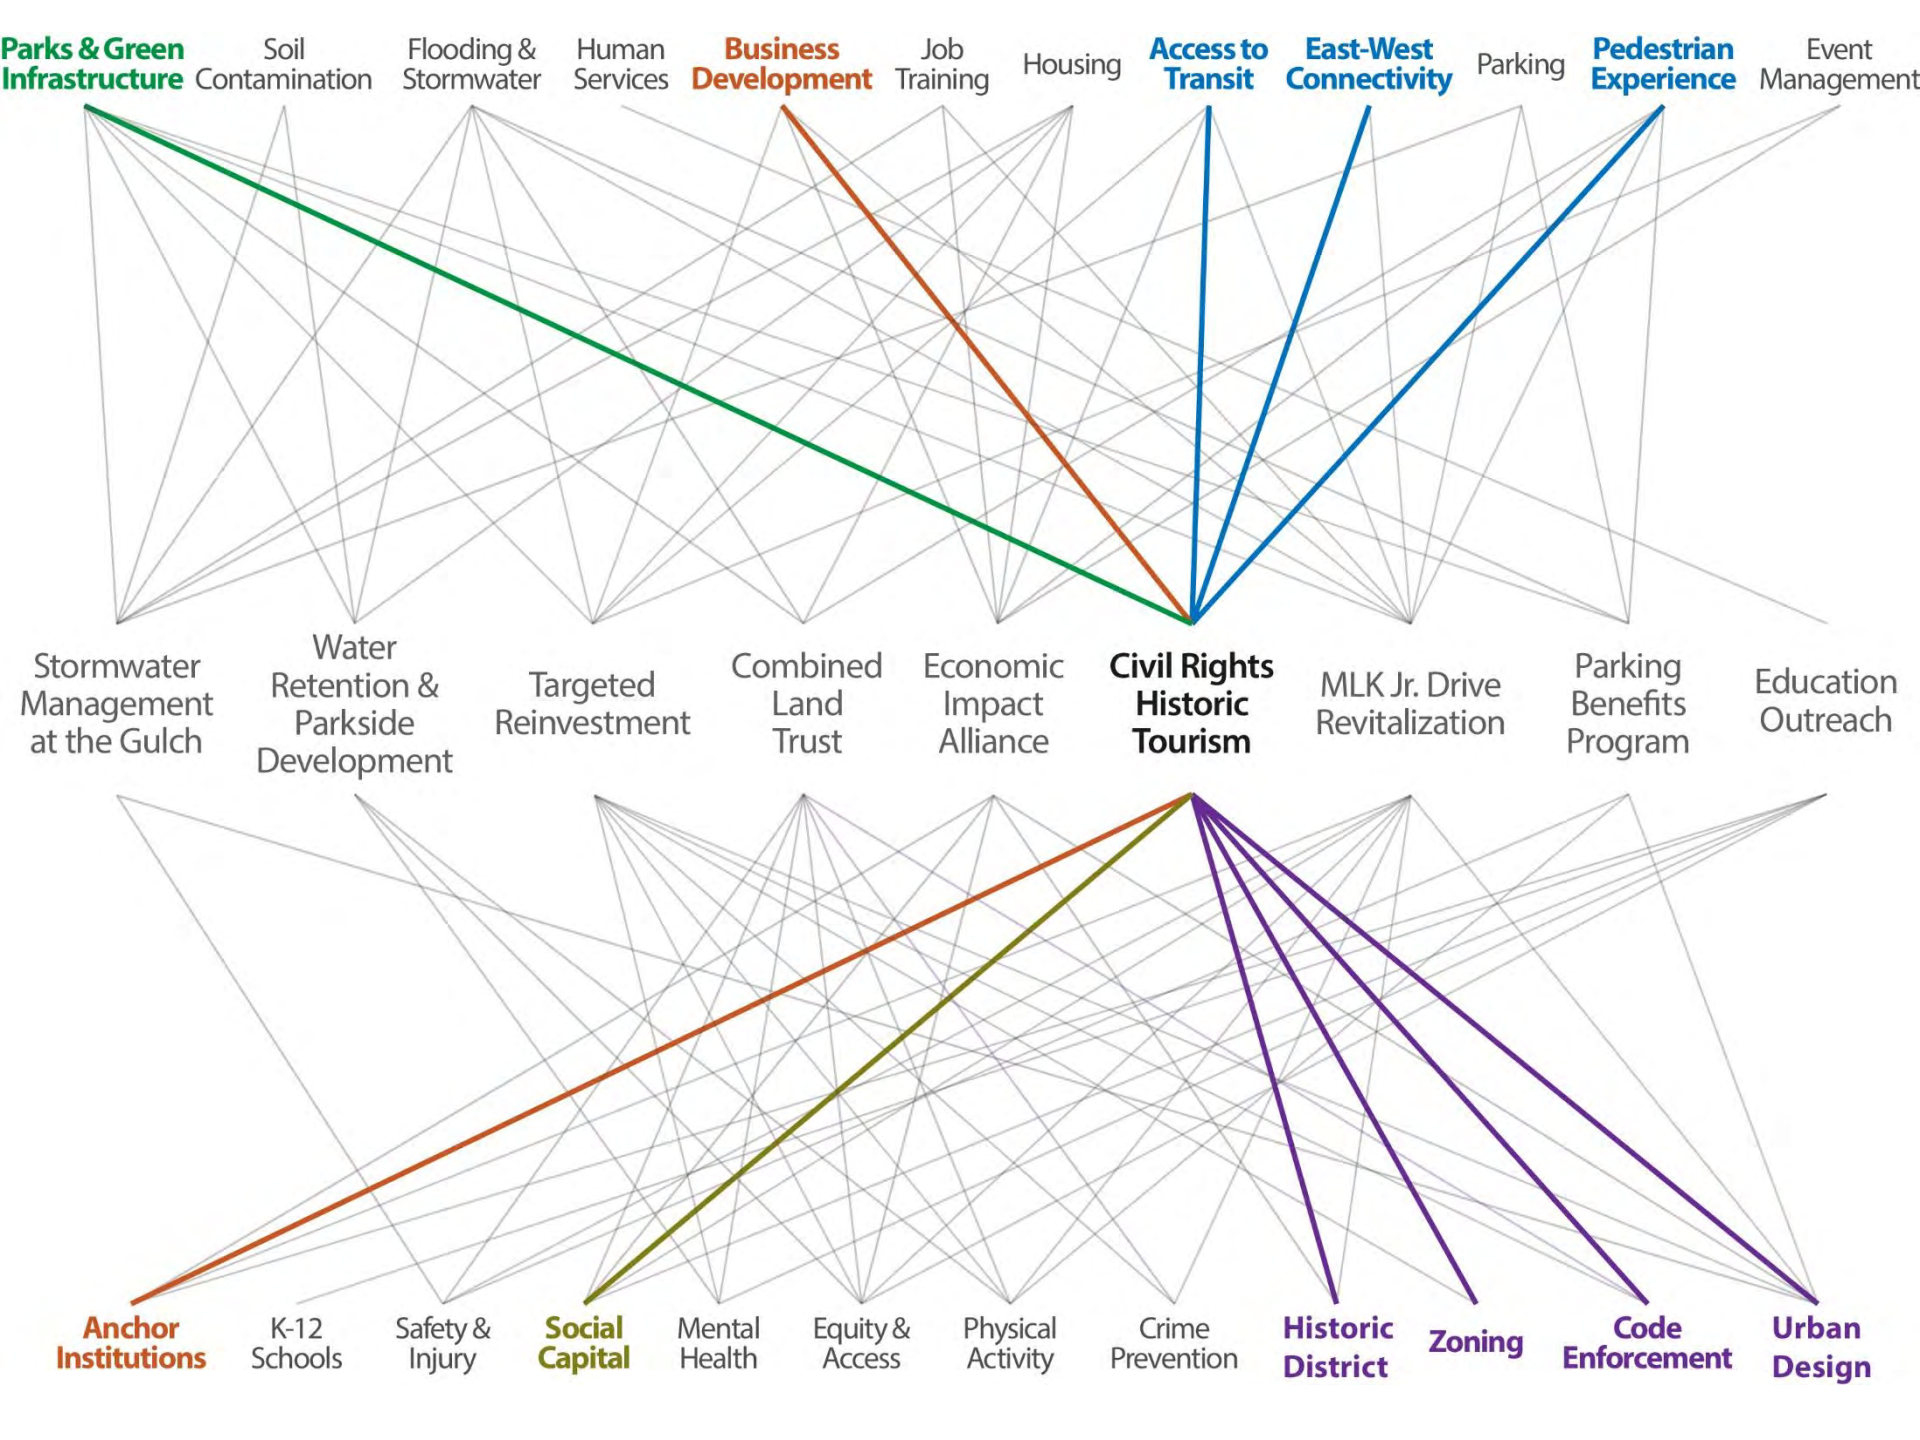 Parks & Green
Infrastructure
Soil
Contamination
Flooding &
Stormwater
Human
Services
Business
Development
Job
Training
Housing
Access to
Transit
East-West
Connectivity
Parking
Pedestrian
Experience
Event
Management
Stormwater
Management
at the Gulch
Water
Retention &
Parkside
Development
Targeted
Reinvestment
Combined
Land
Trust
Economic
Impact
Alliance
Civil Rights
Historic
Tourism
MLK Jr. Drive
Revitalization
Parking
Benefits
Program
Education
Outreach
Anchor
Institutions
K-12
Schools
Safety &
Injury
Social
Capital
Mental
Health
Equity &
Access
Physical
Activity
Crime
Prevention
Historic
District
Zoning
Code
Enforcement
Urban
Design